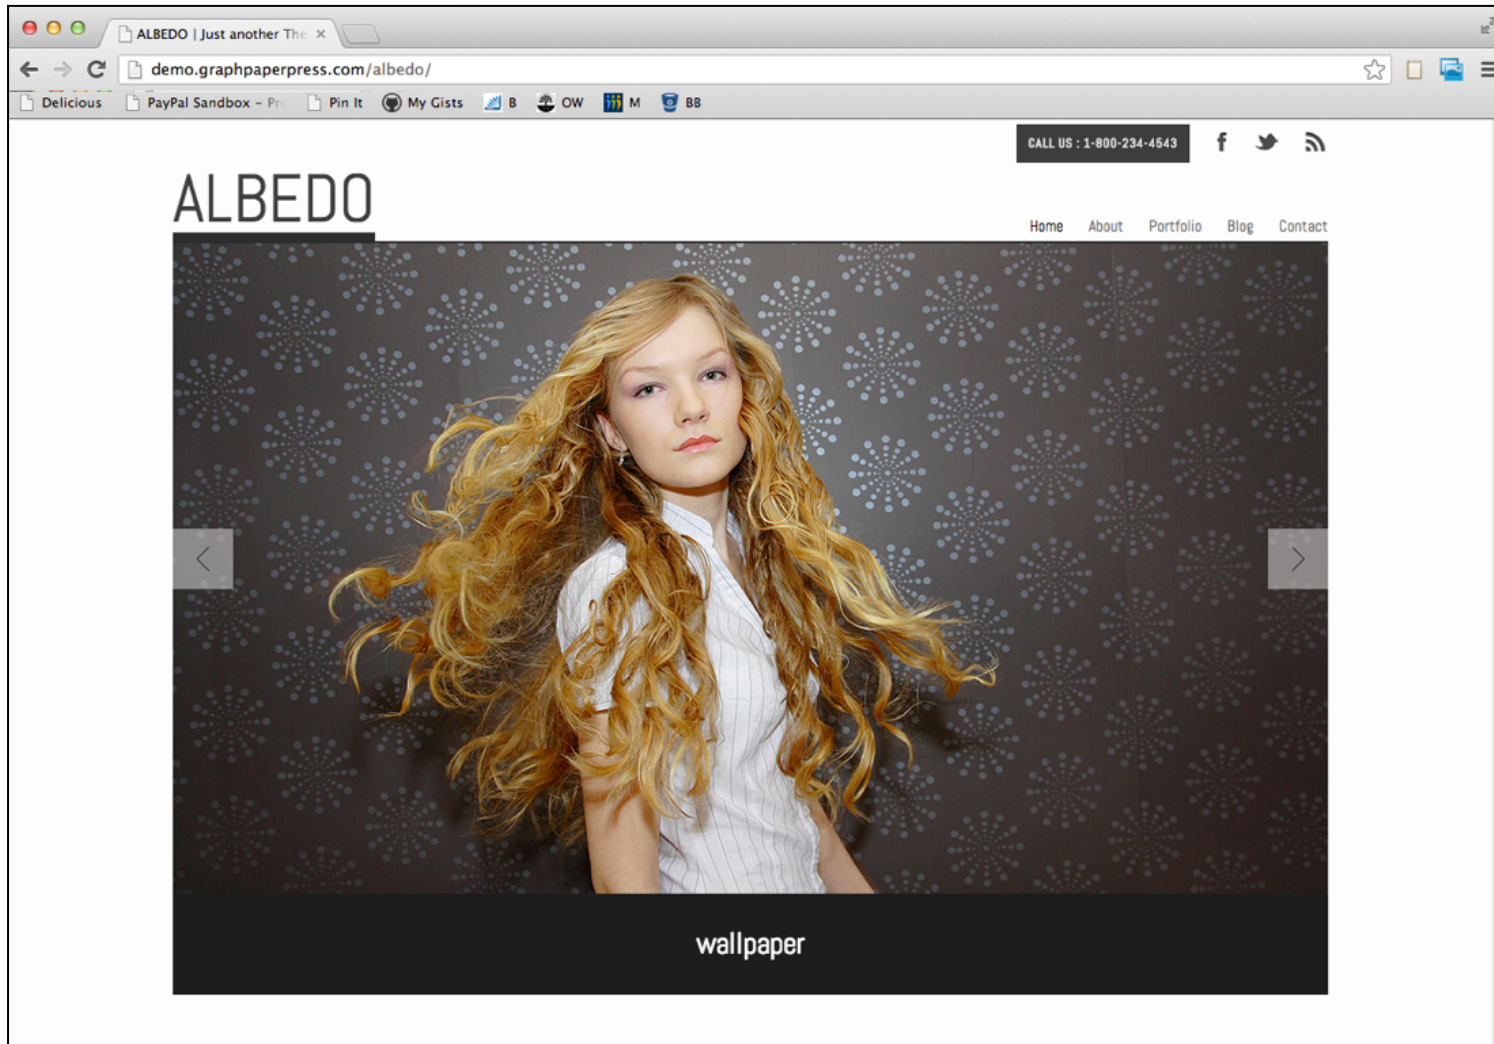 ALBEDO | Just another The
demo.graphpaperpress.com/albedo/
Delicious PayPal Sandbox – Pr Pin It My Gists B OW M BB
CALL US : 1-800-234-4543
ALBEDO
Home About Portfolio Blog Contact
wallpaper